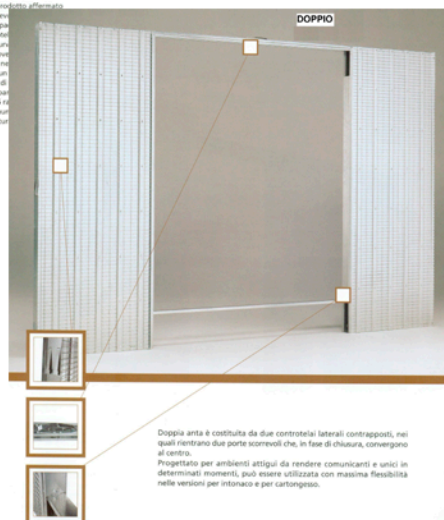 rodotto affermato
DOPPIO
Doppia anta è costituita da due controtelai laterali contrapposti, nei
quali rientrano due porte scorrevoli che, in fase di chiusura, convergono
al centro.
Progettato per ambienti attigui da rendere comunicanti e unici in
determinati momenti, può essere utilizzata con massima flessibilità
nelle versioni per intonaco e per cartongesso.